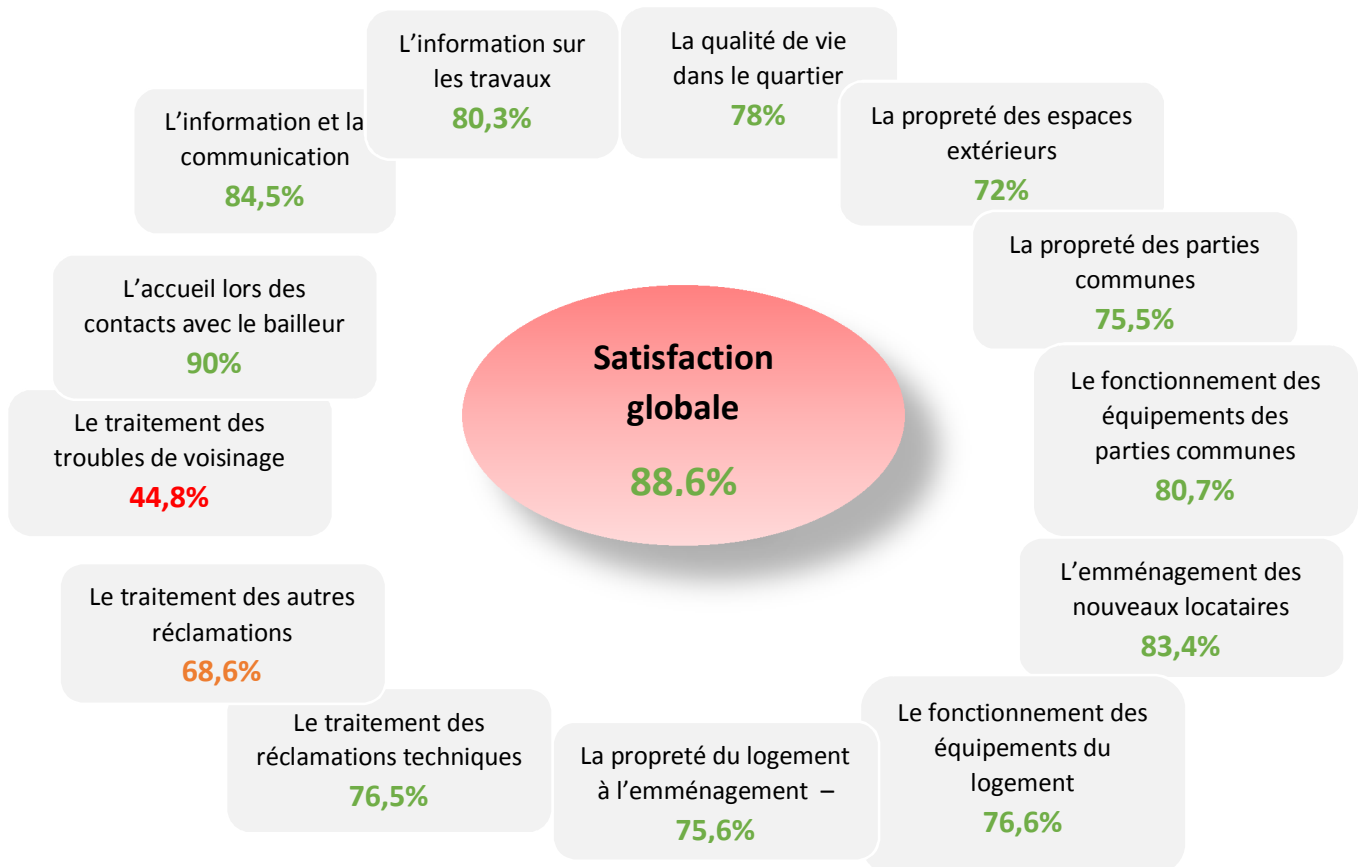 L'information sur
les travaux
80,3%
La qualité de vie
dans le quartier
78%
La propreté des espaces
extérieurs
72%
La propreté des parties
communes
75,5%
Le fonctionnement des
équipements des
parties communes
80,7%
L'emménagement des
nouveaux locataires
83,4%
Le fonctionnement des
équipements du
logement
76,6%
La propreté du logement
à l'emménagement –
75,6%
Le traitement des
réclamations techniques
76,5%
Le traitement des autres
réclamations
68,6%
Le traitement des
troubles de voisinage
44,8%
L'accueil lors des
contacts avec le bailleur
90%
L'information et la
communication
84,5%
Satisfaction
globale
88,6%